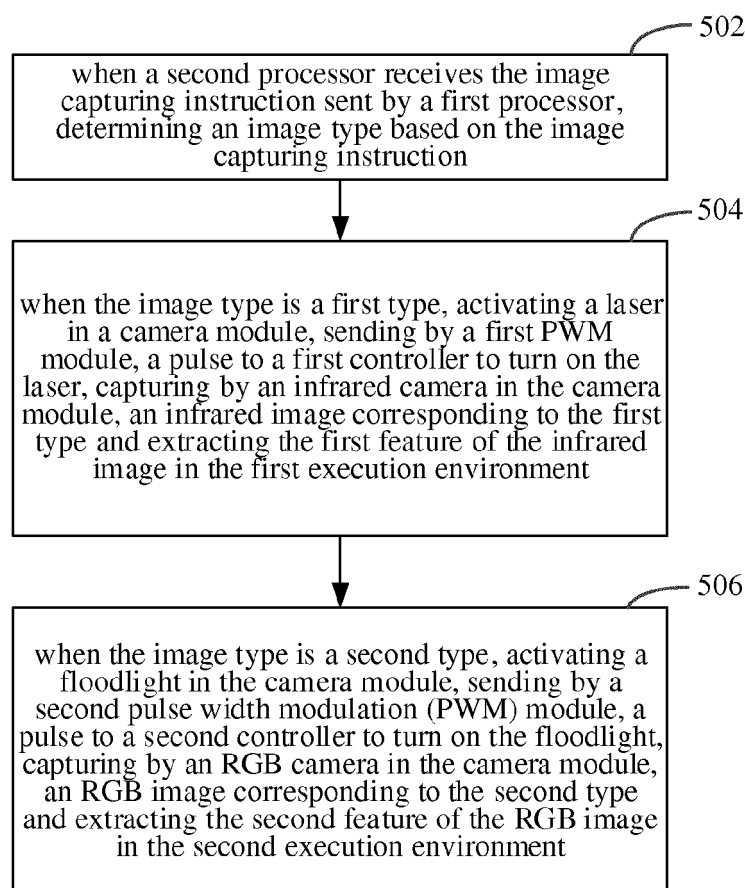 502
when a second processor receives the image
capturing instruction sent by a first processor,
determining an image type based on the image
capturing instruction
504
when the image type is a first type, activating a laser
in a camera module, sending by a first PWM
module, a pulse to a first controller to turn on the
laser, capturing by an infrared camera in the camera
module, an infrared image corresponding to the first
type and extracting the first feature of the infrared
image in the first execution environment
506
when the image type is a second type, activating a
floodlight in the camera module, sending by a
second pulse width modulation (PWM) module, a
pulse to a second controller to turn on the floodlight,
capturing by an RGB camera in the camera module,
an RGB image corresponding to the second type
and extracting the second feature of the RGB image
in the second execution environment